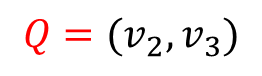 Q = (v₂, v₃)